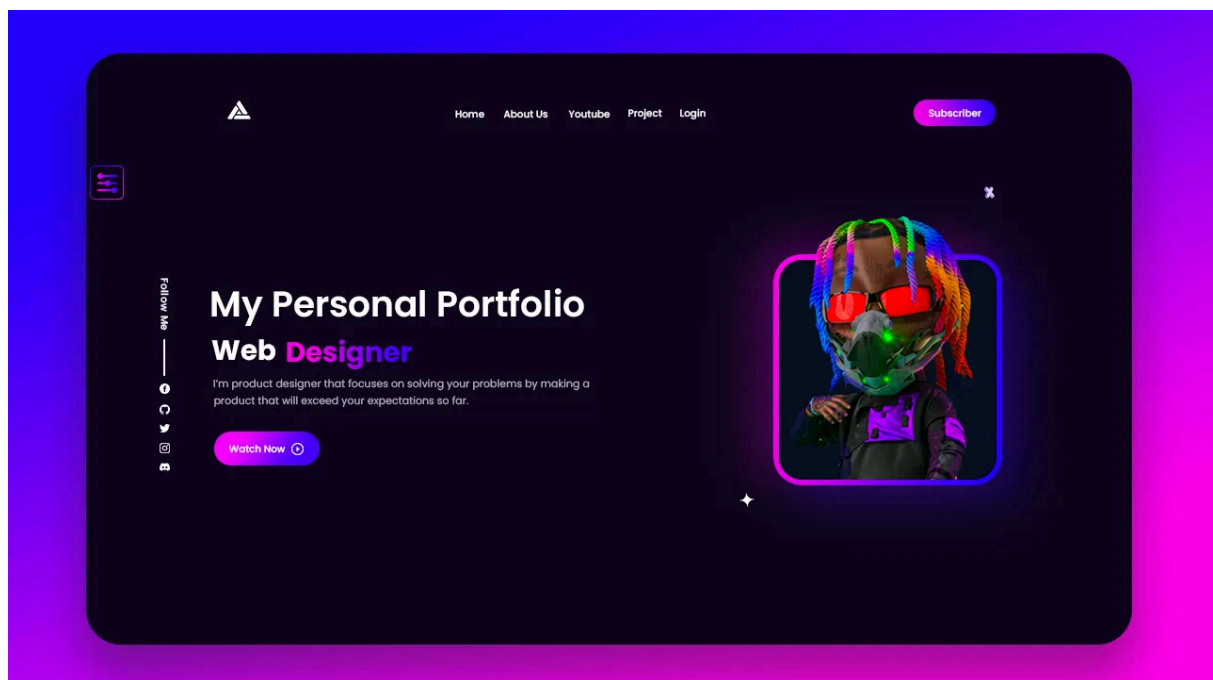 Home About Us Youtube Project Login
Subscriber
Follow Me
My Personal Portfolio
Web Designer
I'm product designer that focuses on solving your problems by making a
product that will exceed your expectations so far.
Watch Now